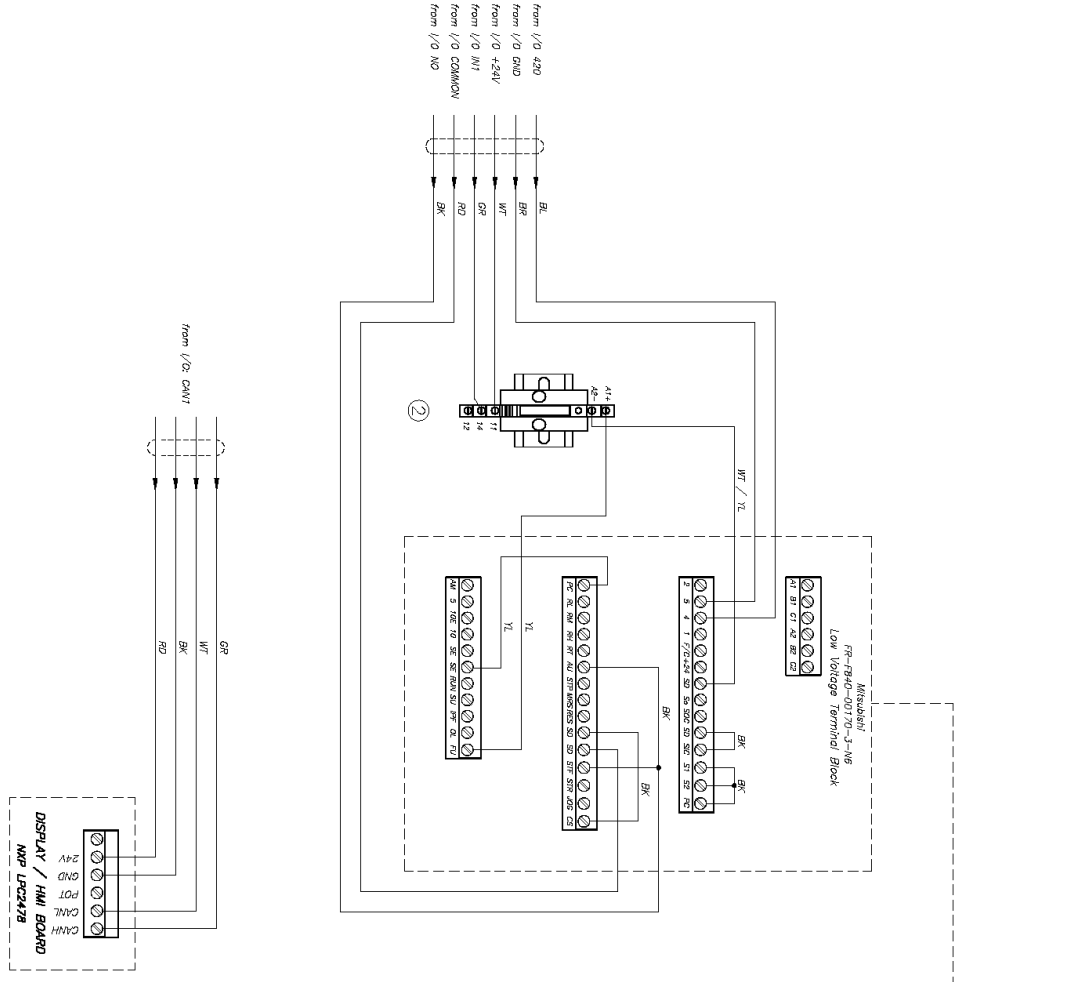 from I/O 420
from I/O GND
from I/O +24V
from I/O IN1
from I/O COMMON
from I/O NO
BL
BR
WT
GR
RD
BK
from I/O: CAN1
A1+
A2-
11
14
12
2
WT / YL
Mitsubishi
FR-FB40-00170-3-N6
Low Voltage Terminal Block
A1 B1 C1 A2 B2 C2
2 5 4 1 F/C +24 SD So SOC SD SIC S1 S2 PC
BK
BK
PC RL RM RH RT AU STP MRS RES SD SD STF STR JOG CS
BK
BK
AM 5 10E 10 SE SE RUN SU IPF OL FU
YL
YL
GR
WT
BK
RD
24V
GND
POT
CANL
CANH
DISPLAY / HMI BOARD
NXP LPC2478